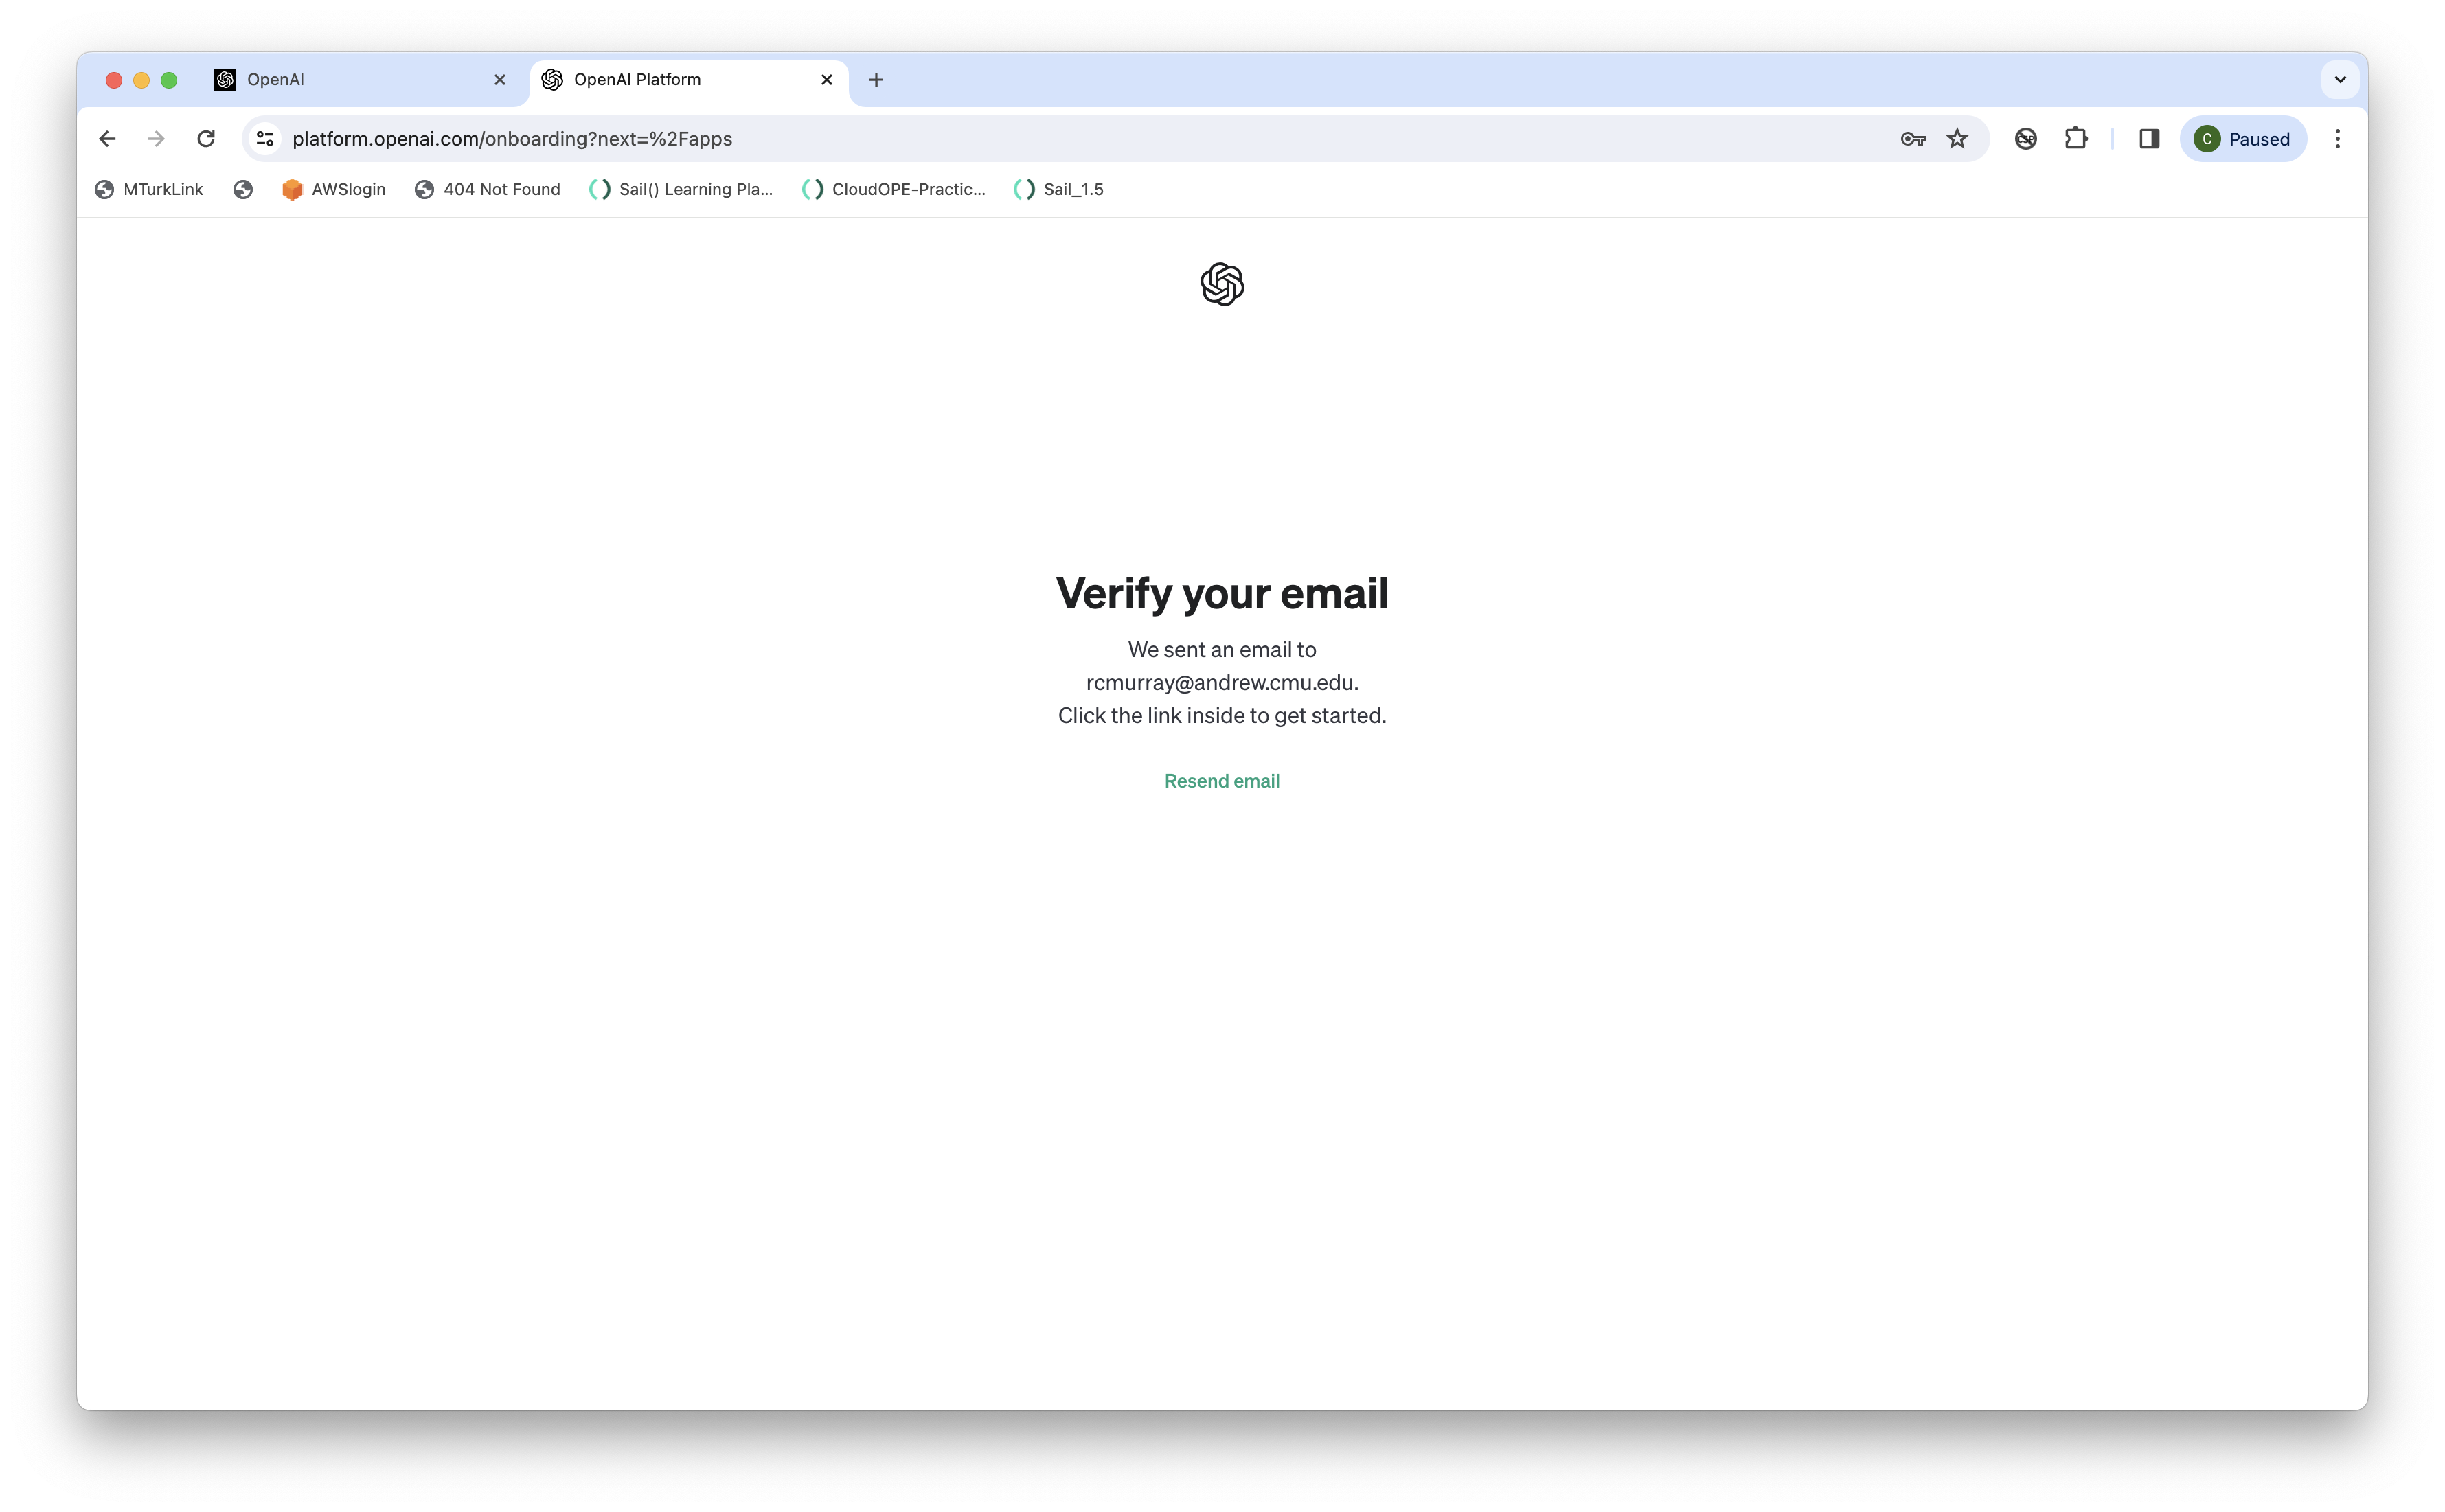 OpenAI
OpenAI Platform
platform.openai.com/onboarding?next=%2Fapps
CSP
C
Paused
MTurkLink
AWSlogin
404 Not Found
Sail() Learning Pla...
CloudOPE-Practic...
Sail_1.5
Verify your email
We sent an email to
rcmurray@andrew.cmu.edu.
Click the link inside to get started.
Resend email